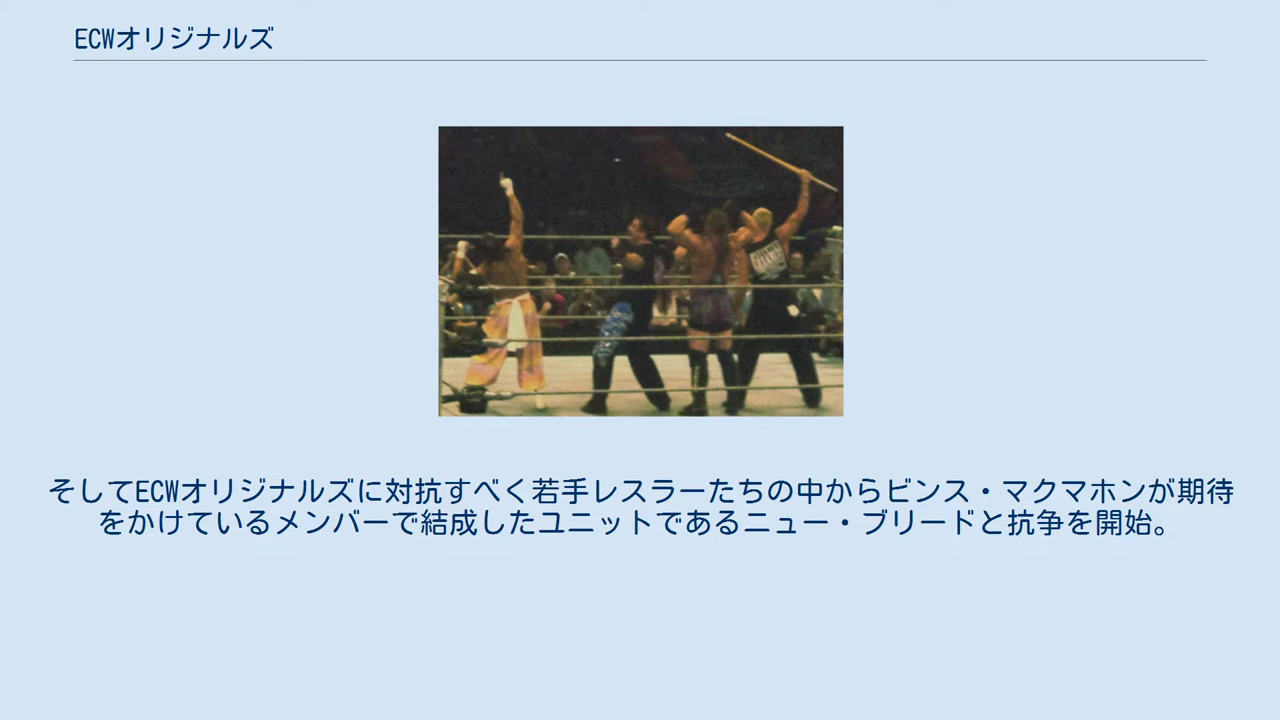 ECWオリジナルズ
そしてECWオリジナルズに対抗すべく若手レスラーたちの中からビンス・マクマホンが期待
をかけているメンバーで結成したユニットであるニュー・ブリードと抗争を開始。